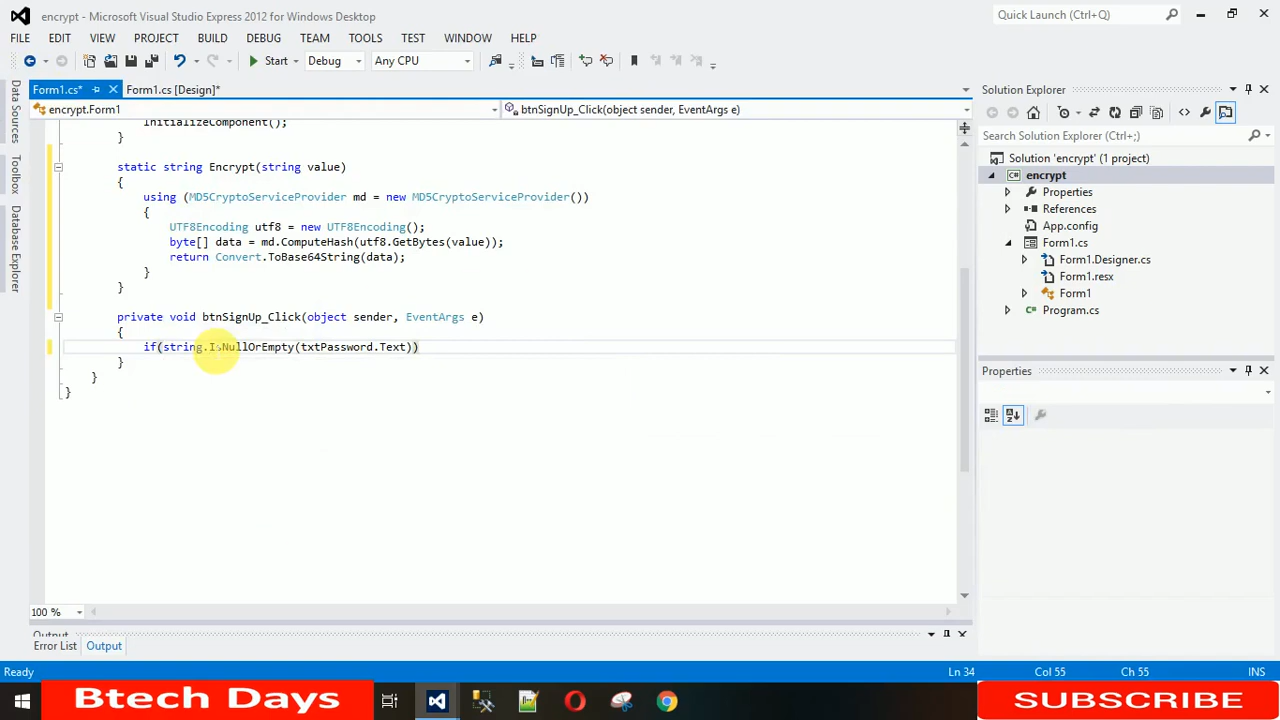 encrypt - Microsoft Visual Studio Express 2012 for Windows Desktop
Quick Launch (Ctrl+Q)
FILE EDIT VIEW PROJECT BUILD DEBUG TEAM TOOLS TEST WINDOW HELP
Start Debug Any CPU
Form1.cs* Form1.cs [Design]*
Solution Explorer
encrypt.Form1 btnSignUp_Click(object sender, EventArgs e)
Data Sources
Toolbox
Database Explorer
InitializeComponent();
}
static string Encrypt(string value)
{
using (MD5CryptoServiceProvider md = new MD5CryptoServiceProvider())
{
UTF8Encoding utf8 = new UTF8Encoding();
byte[] data = md.ComputeHash(utf8.GetBytes(value));
return Convert.ToBase64String(data);
}
}
private void btnSignUp_Click(object sender, EventArgs e)
{
if(string.IsNullOrEmpty(txtPassword.Text))
}
}
}
Search Solution Explorer (Ctrl+;)
Solution 'encrypt' (1 project)
C# encrypt
Properties
References
App.config
Form1.cs
Form1.Designer.cs
Form1.resx
Form1
C# Program.cs
Properties
100 %
Output
Error List Output
Ready Ln 34 Col 55 Ch 55 INS
Btech Days
SUBSCRIBE